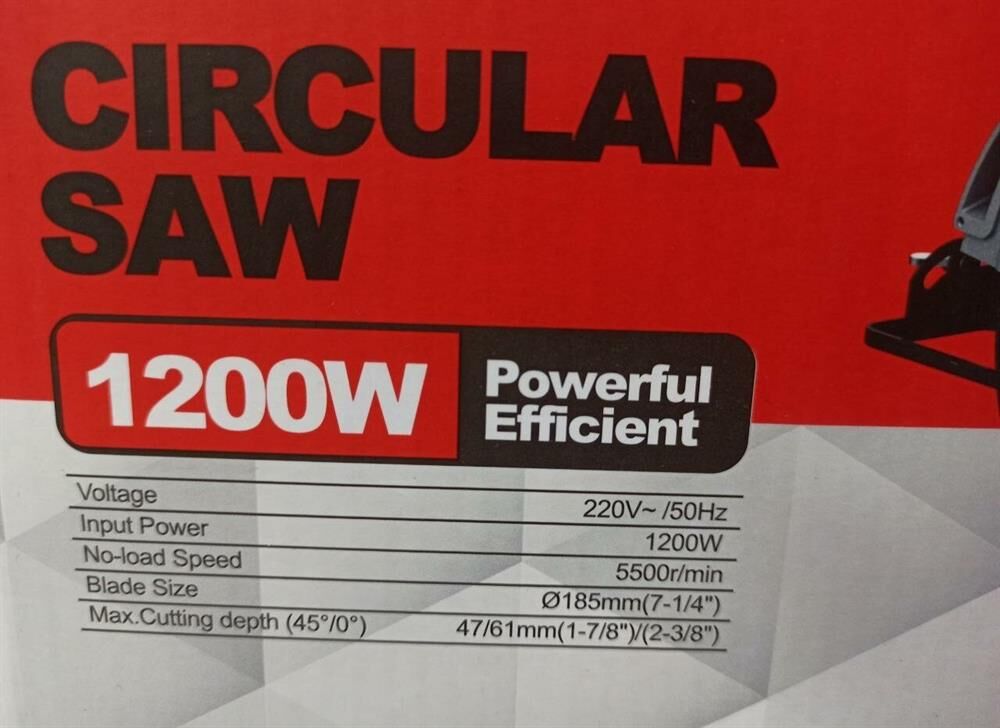 CIRCULAR
SAW
1200W
Powerful
Efficient
Voltage 220V~ /50Hz
Input Power 1200W
No-load Speed 5500r/min
Blade Size Ø185mm(7-1/4")
Max.Cutting depth (45°/0°) 47/61mm(1-7/8")/(2-3/8")